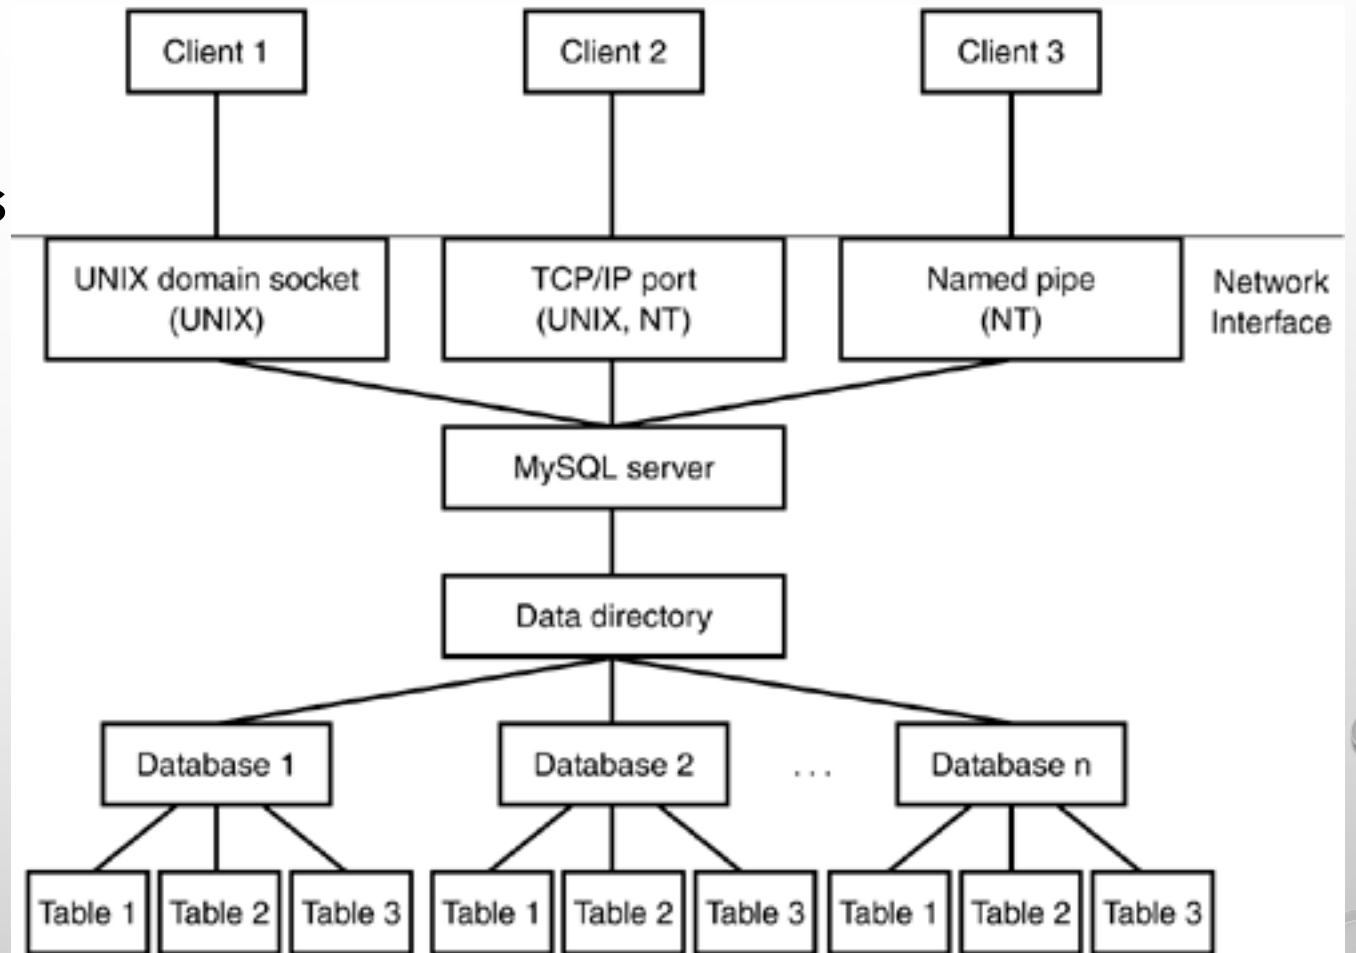 Client 1
Client 2
Client 3
s
UNIX domain socket
(UNIX)
TCP/IP port
(UNIX, NT)
Named pipe
(NT)
Network
Interface
MySQL server
Data directory
Database 1
Database 2
...
Database n
Table 1
Table 2
Table 3
Table 1
Table 2
Table 3
Table 1
Table 2
Table 3